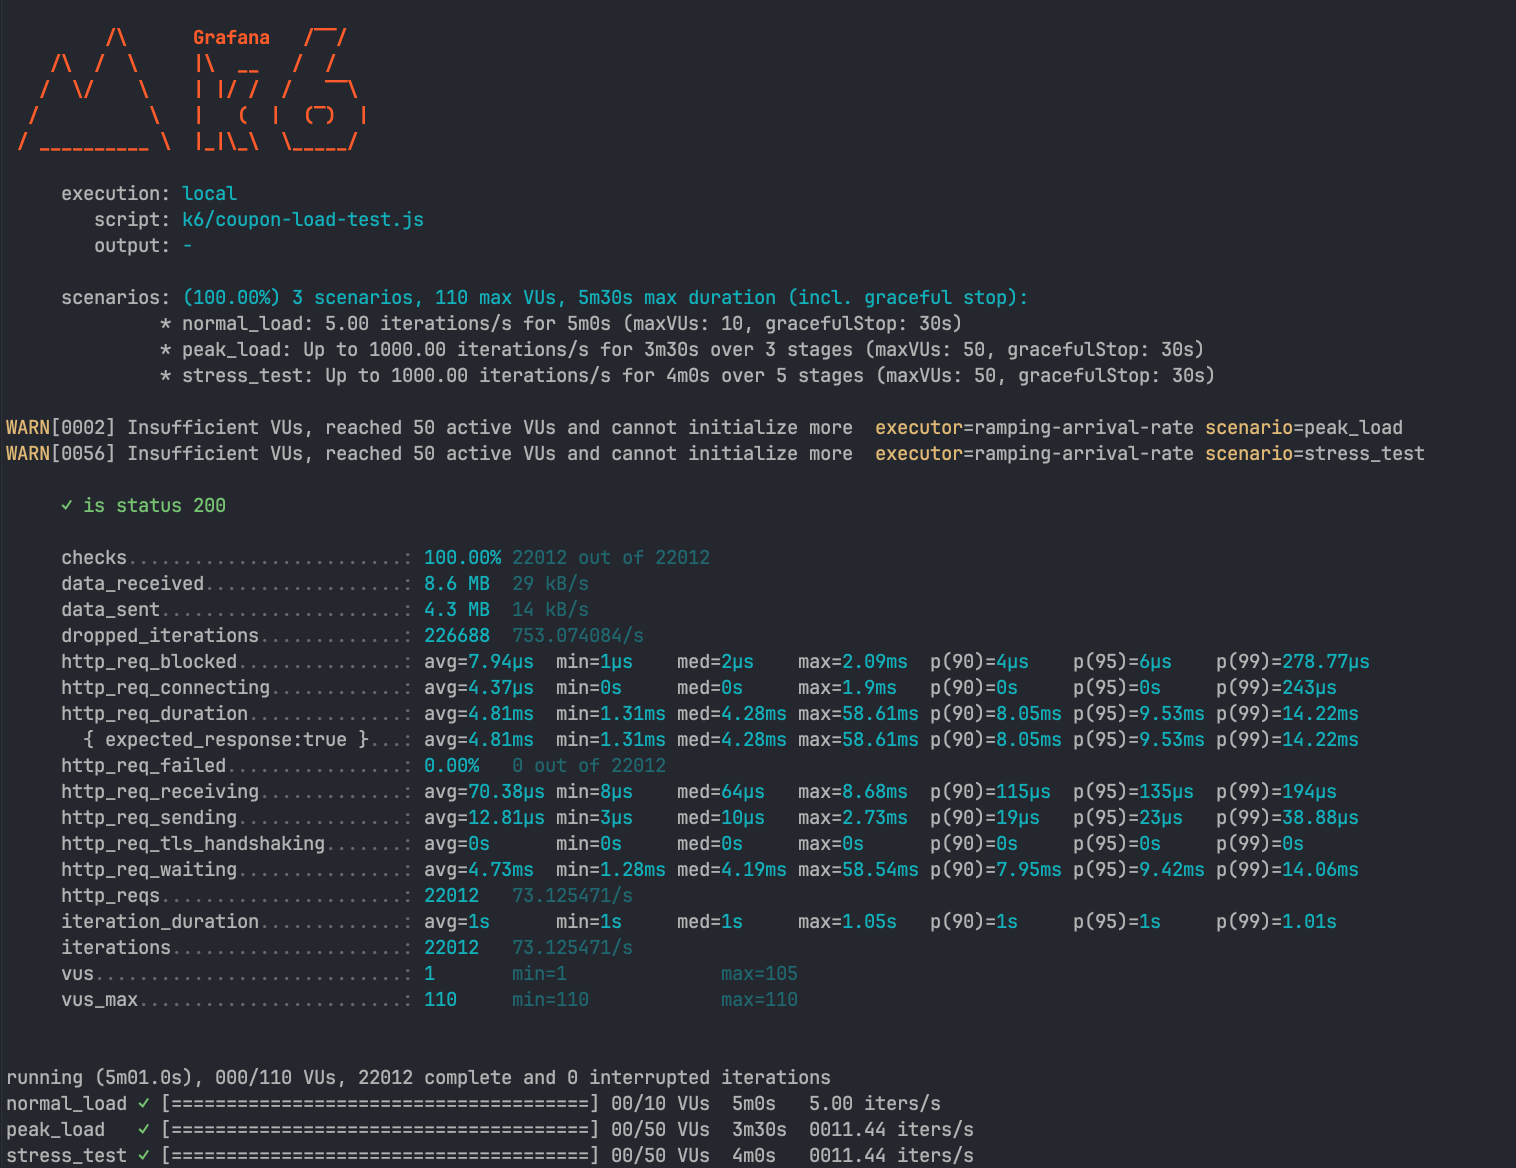 /\      Grafana   /‾‾/
    /\  /  \     |\  __   /  /
   /  \/    \    | |/ /  /   ‾‾\
  /          \   |   (  |  (‾)  |
 / __________ \  |_|\_\  \_____/
     execution: local
        script: k6/coupon-load-test.js
        output: -
     scenarios: (100.00%) 3 scenarios, 110 max VUs, 5m30s max duration (incl. graceful stop):
              * normal_load: 5.00 iterations/s for 5m0s (maxVUs: 10, gracefulStop: 30s)
              * peak_load: Up to 1000.00 iterations/s for 3m30s over 3 stages (maxVUs: 50, gracefulStop: 30s)
              * stress_test: Up to 1000.00 iterations/s for 4m0s over 5 stages (maxVUs: 50, gracefulStop: 30s)
WARN[0002] Insufficient VUs, reached 50 active VUs and cannot initialize more  executor=ramping-arrival-rate scenario=peak_load
WARN[0056] Insufficient VUs, reached 50 active VUs and cannot initialize more  executor=ramping-arrival-rate scenario=stress_test
     ✓ is status 200
     checks.........................: 100.00% 22012 out of 22012
     data_received..................: 8.6 MB  29 kB/s
     data_sent......................: 4.3 MB  14 kB/s
     dropped_iterations.............: 226688  753.074084/s
     http_req_blocked...............: avg=7.94µs  min=1µs    med=2µs    max=2.09ms  p(90)=4µs    p(95)=6µs    p(99)=278.77µs
     http_req_connecting............: avg=4.37µs  min=0s     med=0s     max=1.9ms   p(90)=0s     p(95)=0s     p(99)=243µs
     http_req_duration..............: avg=4.81ms  min=1.31ms med=4.28ms max=58.61ms p(90)=8.05ms p(95)=9.53ms p(99)=14.22ms
       { expected_response:true }...: avg=4.81ms  min=1.31ms med=4.28ms max=58.61ms p(90)=8.05ms p(95)=9.53ms p(99)=14.22ms
     http_req_failed................: 0.00%   0 out of 22012
     http_req_receiving.............: avg=70.38µs min=8µs    med=64µs   max=8.68ms  p(90)=115µs  p(95)=135µs  p(99)=194µs
     http_req_sending...............: avg=12.81µs min=3µs    med=10µs   max=2.73ms  p(90)=19µs   p(95)=23µs   p(99)=38.88µs
     http_req_tls_handshaking.......: avg=0s      min=0s     med=0s     max=0s      p(90)=0s     p(95)=0s     p(99)=0s
     http_req_waiting...............: avg=4.73ms  min=1.28ms med=4.19ms max=58.54ms p(90)=7.95ms p(95)=9.42ms p(99)=14.06ms
     http_reqs......................: 22012   73.125471/s
     iteration_duration.............: avg=1s      min=1s     med=1s     max=1.05s   p(90)=1s     p(95)=1s     p(99)=1.01s
     iterations.....................: 22012   73.125471/s
     vus............................: 1       min=1              max=105
     vus_max........................: 110     min=110            max=110
running (5m01.0s), 000/110 VUs, 22012 complete and 0 interrupted iterations
normal_load ✓ [======================================] 00/10 VUs  5m0s   5.00 iters/s
peak_load   ✓ [======================================] 00/50 VUs  3m30s  0011.44 iters/s
stress_test ✓ [======================================] 00/50 VUs  4m0s   0011.44 iters/s